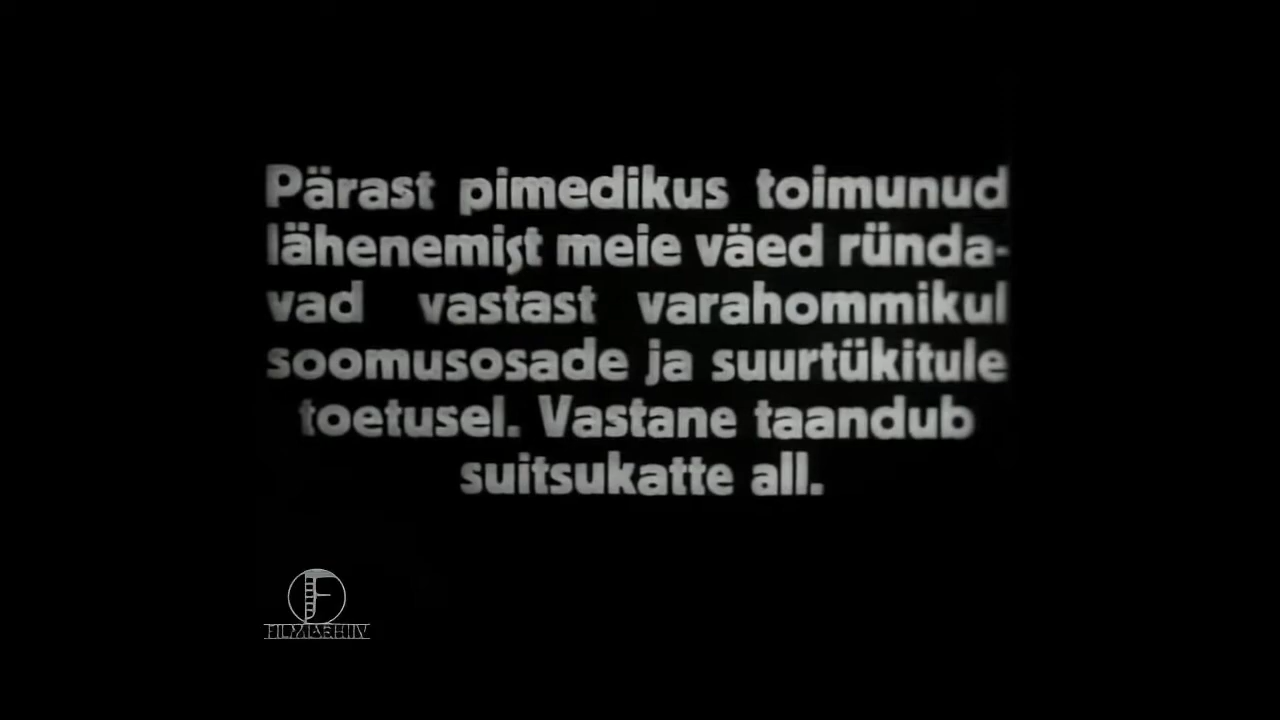 Pärast pimedikus toimunud
lähenemist meie väed ründa-
vad vastast varahommikul
soomusosade ja suurtükitule
toetusel. Vastane taandub
suitsukatte all.
FILMIARHIIV